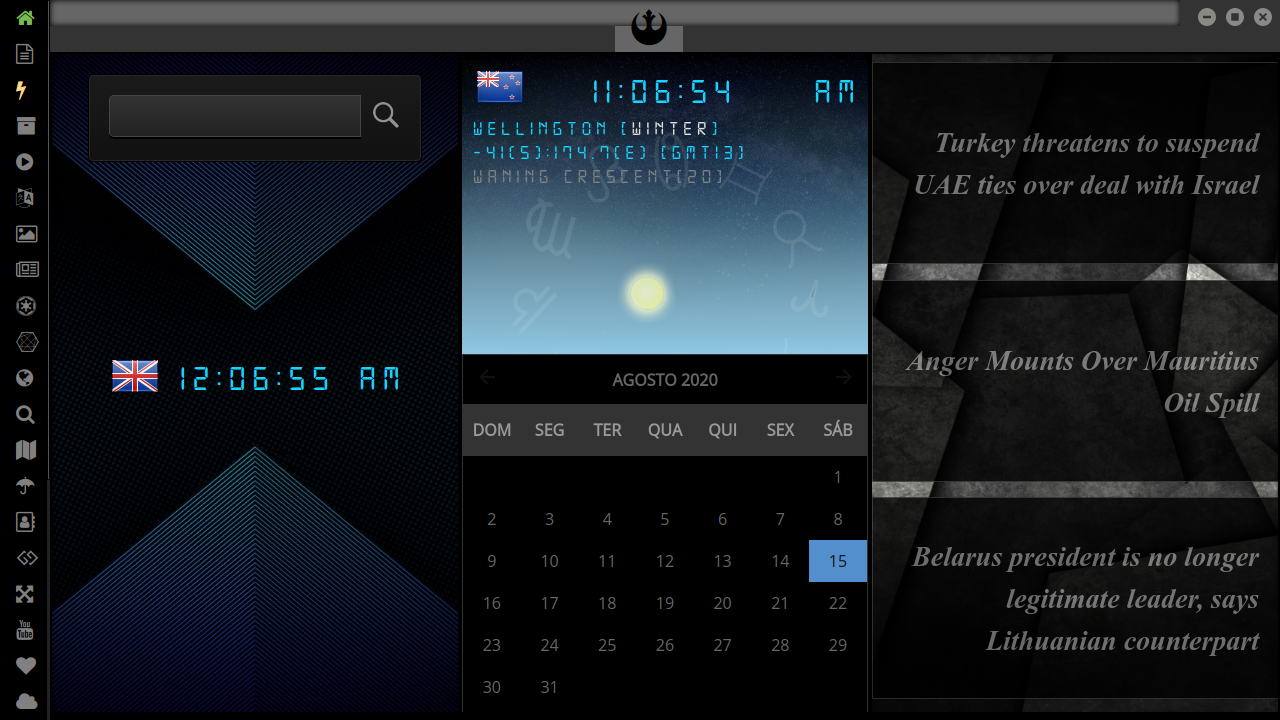 11:06:54 AM
WELLINGTON (WINTER)
-41(S):174.7(E) (GMT13)
WANING CRESCENT(20)
12:06:55 AM
AGOSTO 2020
DOM SEG TER QUA QUI SEX SÁB
1
2 3 4 5 6 7 8
9 10 11 12 13 14 15
16 17 18 19 20 21 22
23 24 25 26 27 28 29
30 31
Turkey threatens to suspend
UAE ties over deal with Israel
Anger Mounts Over Mauritius
Oil Spill
Belarus president is no longer
legitimate leader, says
Lithuanian counterpart
You
Tube